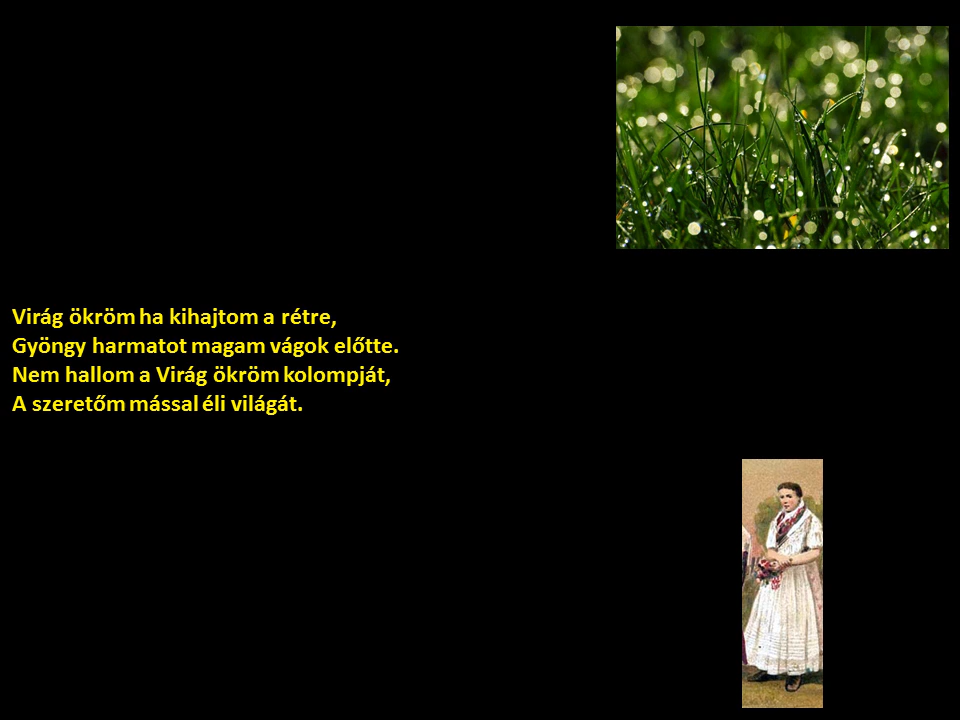 Virág ökröm ha kihajtom a rétre,
Gyöngy harmatot magam vágok előtte.
Nem hallom a Virág ökröm kolompját,
A szeretőm mással éli világát.